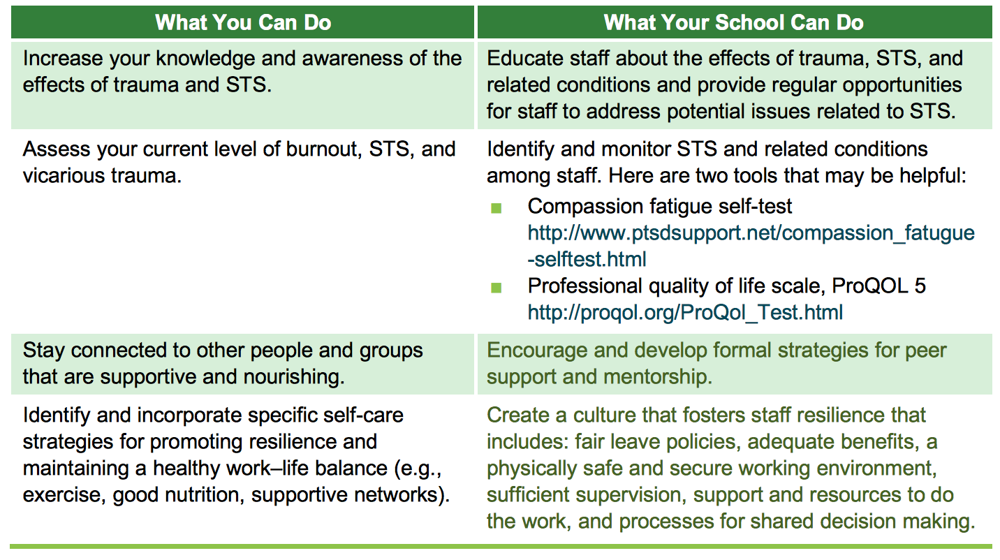 What You Can Do
What Your School Can Do
Increase your knowledge and awareness of the
effects of trauma and STS.
Educate staff about the effects of trauma, STS, and
related conditions and provide regular opportunities
for staff to address potential issues related to STS.
Assess your current level of burnout, STS, and
vicarious trauma.
Identify and monitor STS and related conditions
among staff. Here are two tools that may be helpful:
Compassion fatigue self-test
http://www.ptsdsupport.net/compassion_fatugue
-selftest.html
Professional quality of life scale, ProQOL 5
http://proqol.org/ProQol_Test.html
Stay connected to other people and groups
that are supportive and nourishing.
Encourage and develop formal strategies for peer
support and mentorship.
Identify and incorporate specific self-care
strategies for promoting resilience and
maintaining a healthy work–life balance (e.g.,
exercise, good nutrition, supportive networks).
Create a culture that fosters staff resilience that
includes: fair leave policies, adequate benefits, a
physically safe and secure working environment,
sufficient supervision, support and resources to do
the work, and processes for shared decision making.